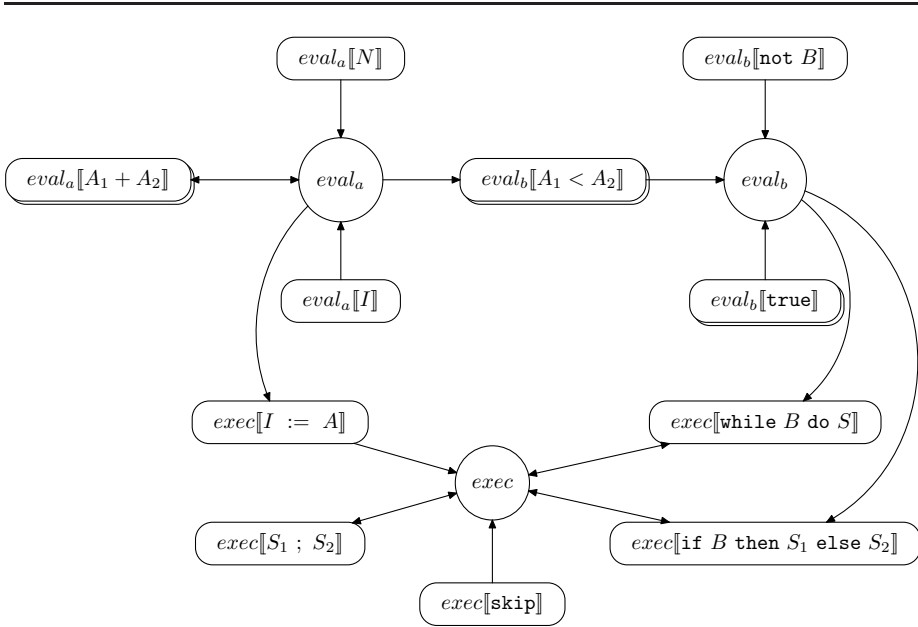 eval_a⟦N⟧
eval_b⟦not B⟧
eval_a⟦A_1 + A_2⟧
eval_a
eval_b⟦A_1 < A_2⟧
eval_b
eval_a⟦I⟧
eval_b⟦true⟧
exec⟦I := A⟧
exec⟦while B do S⟧
exec
exec⟦S_1 ; S_2⟧
exec⟦if B then S_1 else S_2⟧
exec⟦skip⟧